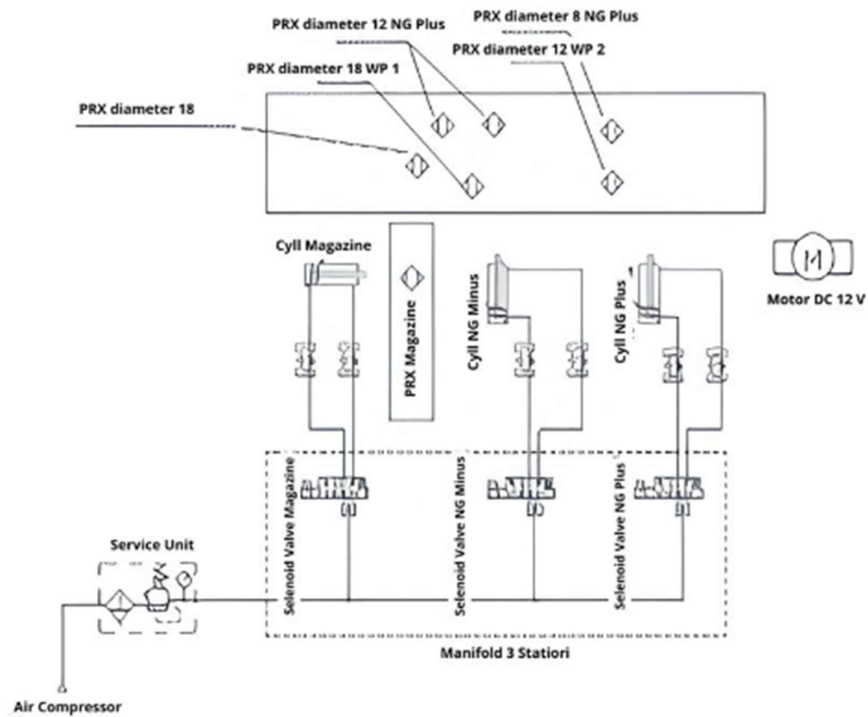 PRX diameter 12 NG Plus
PRX diameter 8 NG Plus
PRX diameter 18 WP 1
PRX diameter 12 WP 2
PRX diameter 18
Cyll Magazine
PRX Magazine
Cyll NG Minus
Cyll NG Plus
M
Motor DC 12 V
Selenoid Valve Magazine
Selenoid Valve NG Minus
Selenoid Valve NG Plus
Service Unit
Manifold 3 Statiori
Air Compressor